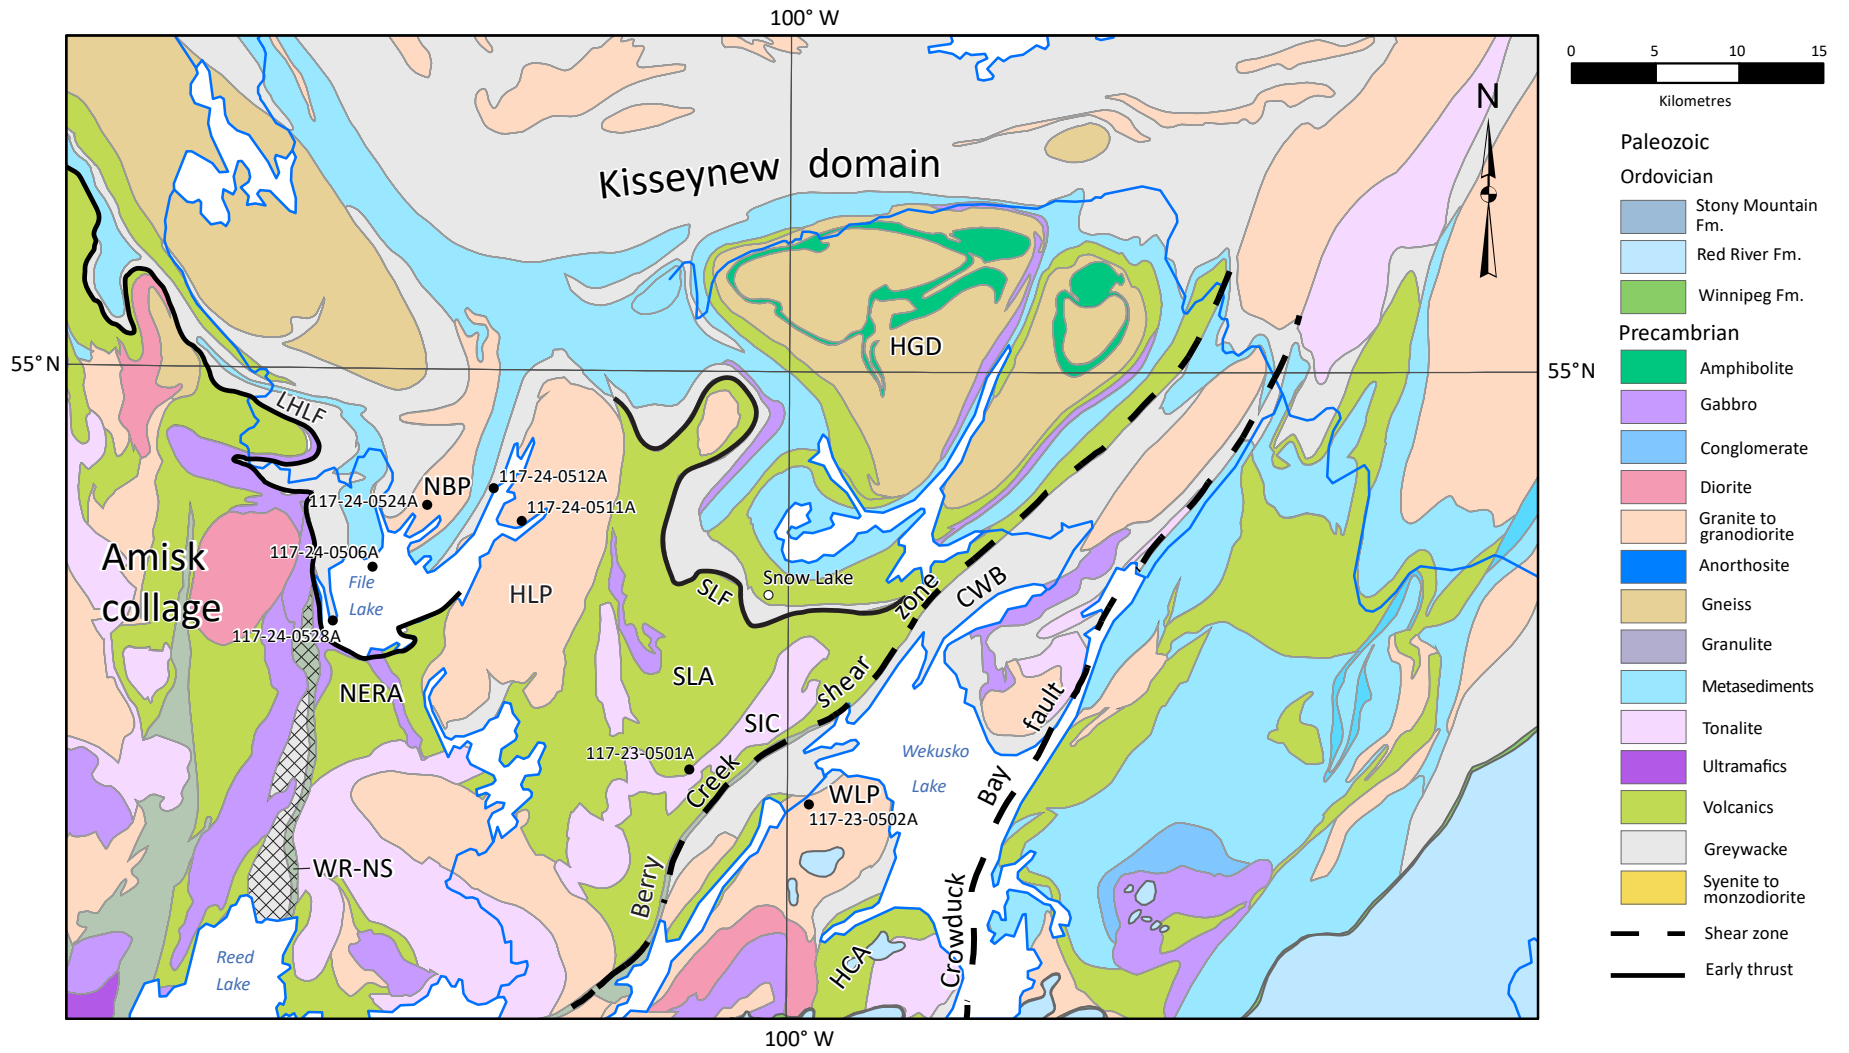 100° W
0 5 10 15
Kilometres
N
Kisseynew domain
Paleozoic
Ordovician
Stony Mountain
Fm.
Red River Fm.
Winnipeg Fm.
Precambrian
Amphibolite
Gabbro
Conglomerate
Diorite
Granite to
granodiorite
Anorthosite
Gneiss
Granulite
Metasediments
Tonalite
Ultramafics
Volcanics
Greywacke
Syenite to
monzodiorite
Shear zone
Early thrust
55° N
55° N
HGD
LHLF
NBP
117-24-0512A
117-24-0524A
117-24-0511A
Amisk
collage
117-24-0506A
File
Lake
HLP
SLF
Snow Lake
CWB
117-24-0528A
NERA
SLA
SIC
Berry Creek shear zone
117-23-0501A
Wekusko
Lake
WLP
117-23-0502A
Crowduck Bay fault
WR-NS
Reed
Lake
HCA
100° W